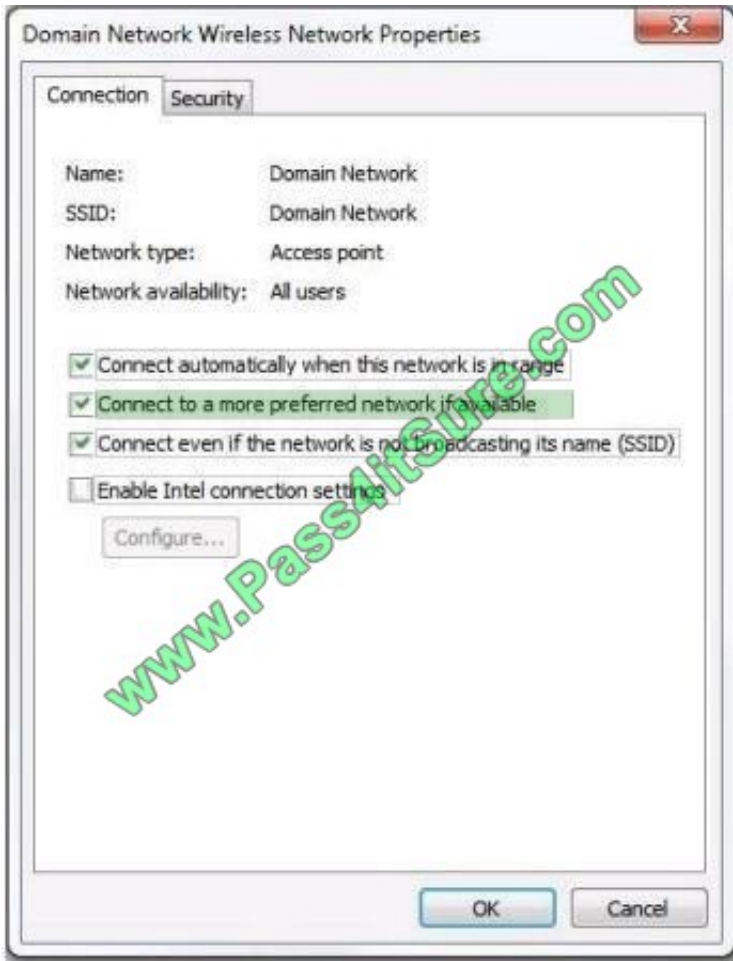 Domain Network Wireless Network Properties
Connection
Security
Name: Domain Network
SSID: Domain Network
Network type: Access point
Network availability: All users
Connect automatically when this network is in range
Connect to a more preferred network if available
Connect even if the network is not broadcasting its name (SSID)
Enable Intel connection settings
Configure...
www.Pass4itSure.com
OK
Cancel